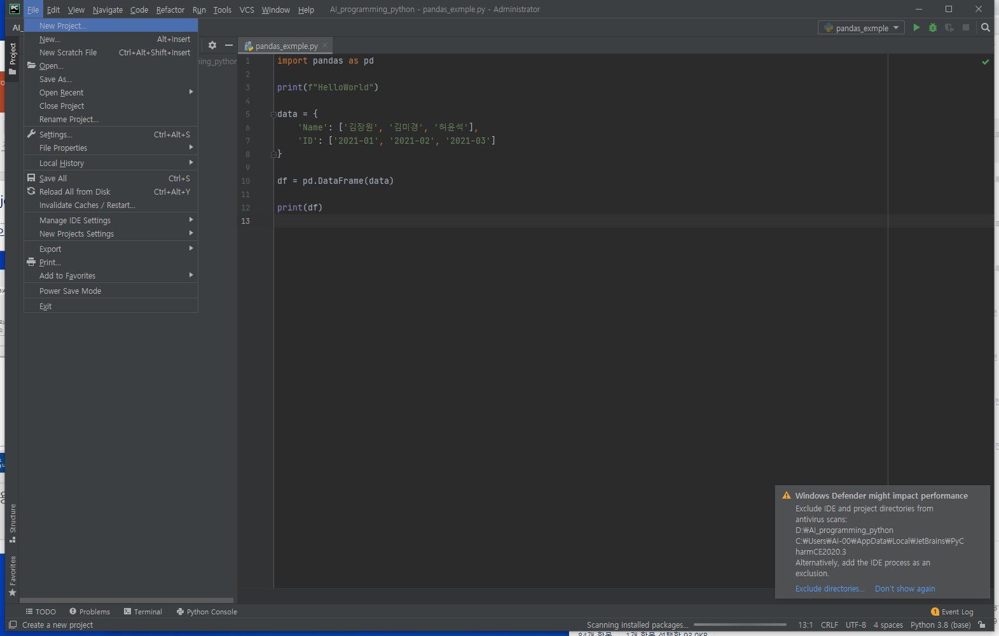 PC File Edit View Navigate Code Refactor Run Tools VCS Window Help AI_programming_python - pandas_exmple.py - Administrator
AI_
pandas_exmple
New Project...
New... Alt+Insert
New Scratch File Ctrl+Alt+Shift+Insert
Open...
Save As...
Open Recent
Close Project
Rename Project...
Settings... Ctrl+Alt+S
File Properties
Local History
Save All Ctrl+S
Reload All from Disk Ctrl+Alt+Y
Invalidate Caches / Restart...
Manage IDE Settings
New Projects Settings
Export
Print...
Add to Favorites
Power Save Mode
Exit
Project
Structure
Favorites
ing_python
pandas_exmple.py
1 import pandas as pd
2
3 print(f"HelloWorld")
4
5 data = {
6 'Name': ['김장원', '김미경', '허윤석'],
7 'ID': ['2021-01', '2021-02', '2021-03']
8 }
9
10 df = pd.DataFrame(data)
11
12 print(df)
13
Windows Defender might impact performance
Exclude IDE and project directories from
antivirus scans:
D:₩AI_programming_python
C:₩Users₩AI-00₩AppData₩Local₩JetBrains₩PyC
harmCE2020.3
Alternatively, add the IDE process as an
exclusion.
Exclude directories... Don't show again
TODO Problems Terminal Python Console 1 Event Log
Create a new project Scanning installed packages... 13:1 CRLF UTF-8 4 spaces Python 3.8 (base)